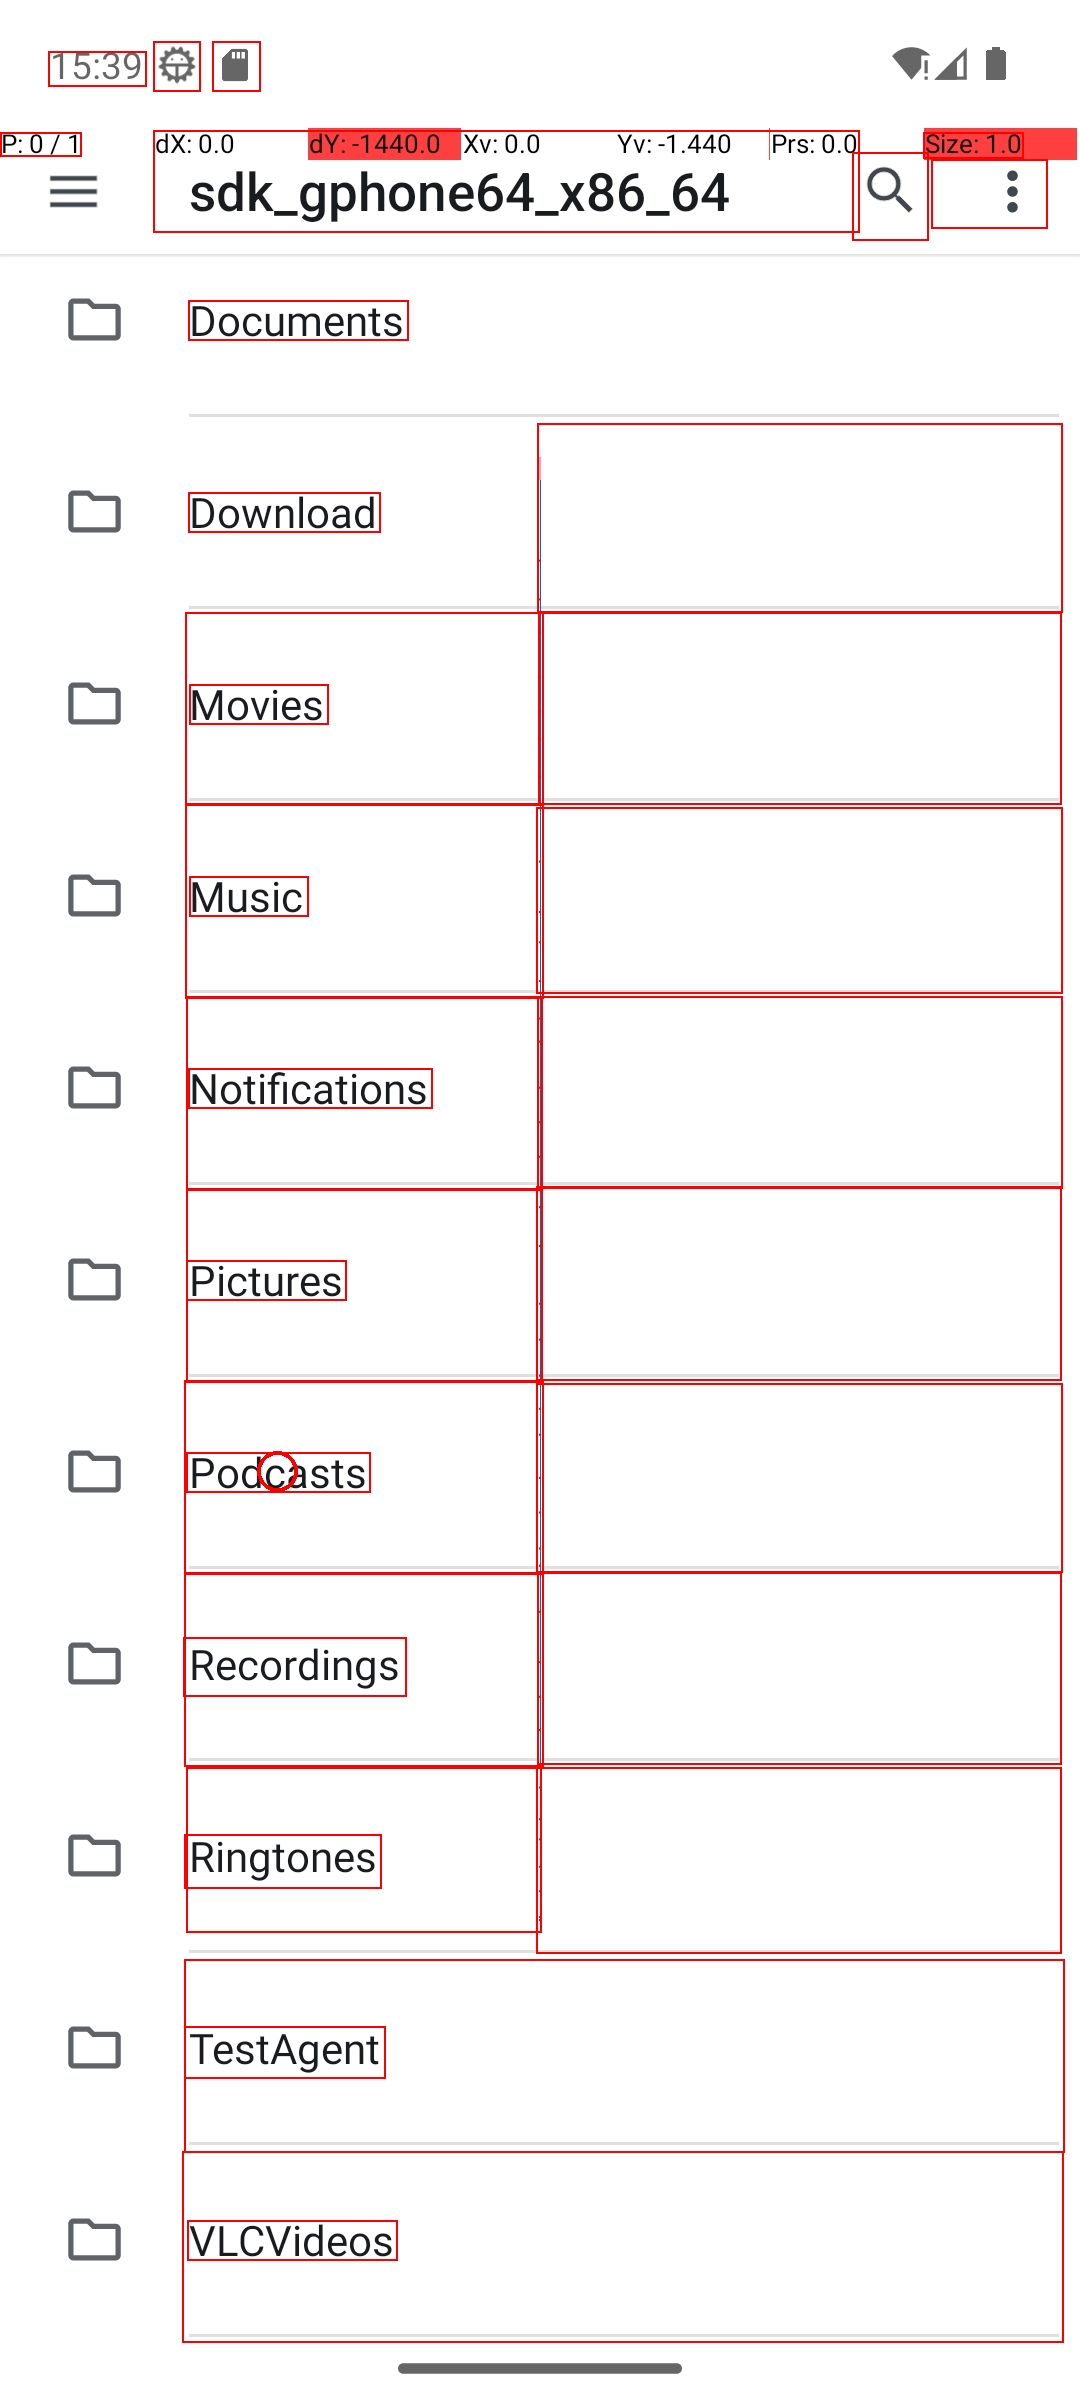 15:39
P: 0 / 1 dX: 0.0 dY: -1440.0 Xv: 0.0 Yv: -1.440 Prs: 0.0 Size: 1.0
sdk_gphone64_x86_64
Documents
Download
Movies
Music
Notifications
Pictures
Podcasts
Recordings
Ringtones
TestAgent
VLCVideos